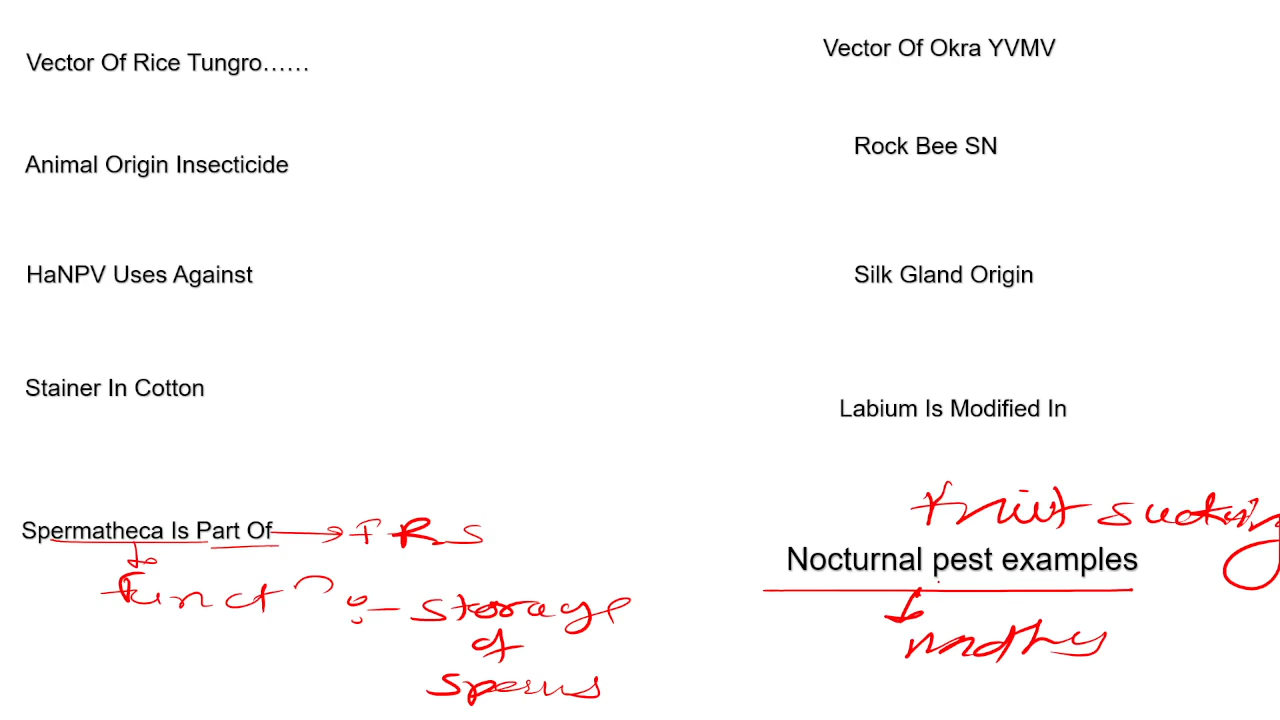 Vector Of Rice Tungro……
Vector Of Okra YVMV
Animal Origin Insecticide
Rock Bee SN
HaNPV Uses Against
Silk Gland Origin
Stainer In Cotton
Labium Is Modified In
Spermatheca Is Part Of
FRS
Funct
:- storage
of
sperms
sucking
Nocturnal pest examples